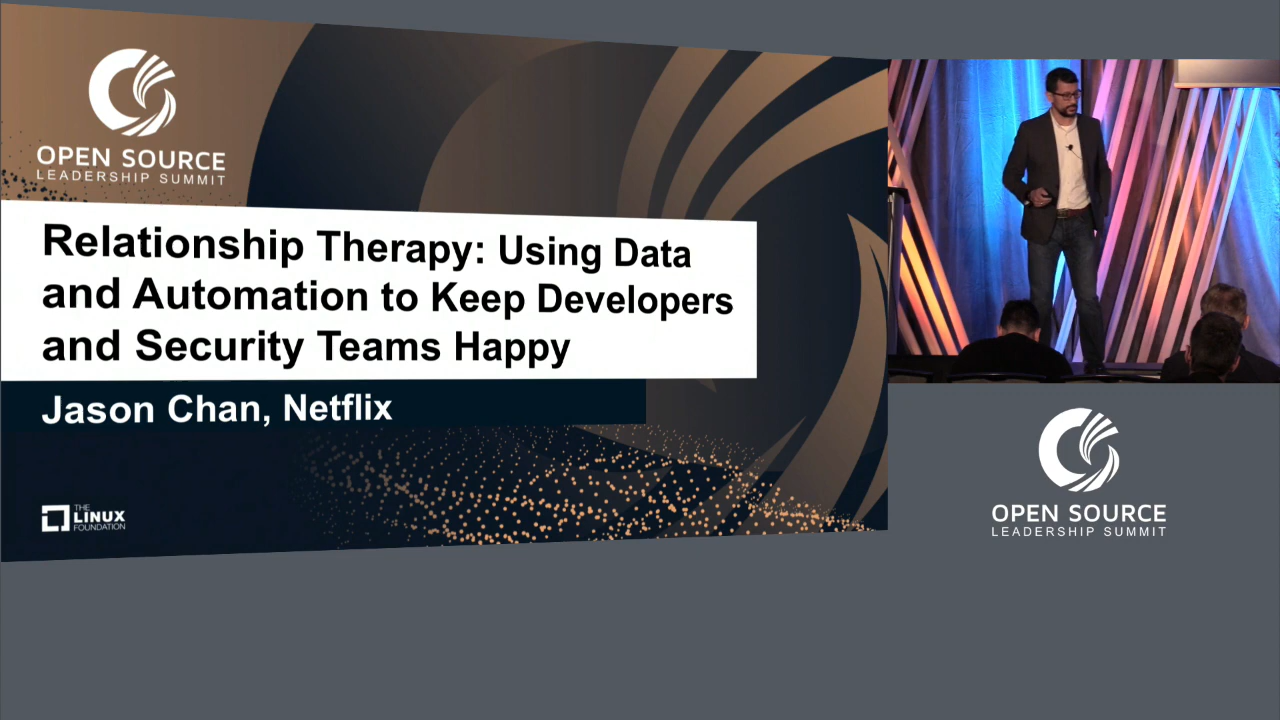 OPEN SOURCE
LEADERSHIP SUMMIT
Relationship Therapy: Using Data
and Automation to Keep Developers
and Security Teams Happy
Jason Chan, Netflix
THE
LINUX
FOUNDATION
OPEN SOURCE
LEADERSHIP SUMMIT